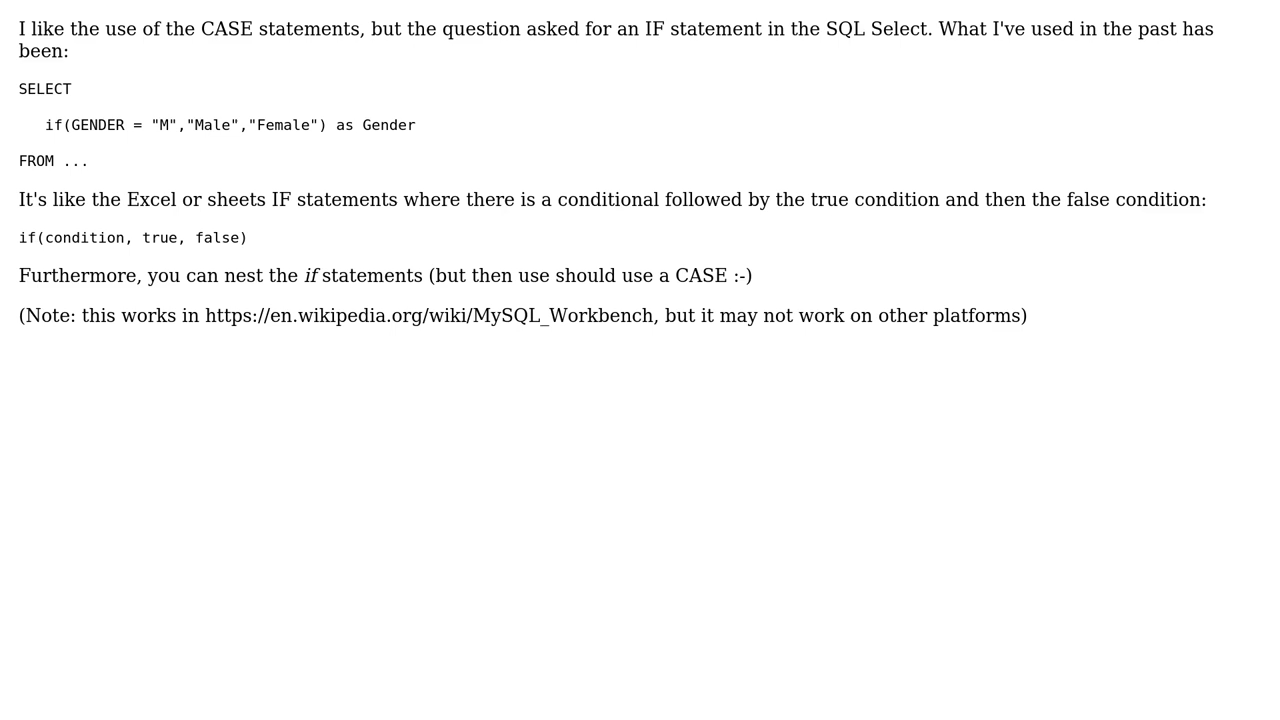 I like the use of the CASE statements, but the question asked for an IF statement in the SQL Select. What I've used in the past has
been:
SELECT
if(GENDER = "M","Male","Female") as Gender
FROM ...
It's like the Excel or sheets IF statements where there is a conditional followed by the true condition and then the false condition:
if(condition, true, false)
Furthermore, you can nest the if statements (but then use should use a CASE :-)
(Note: this works in https://en.wikipedia.org/wiki/MySQL_Workbench, but it may not work on other platforms)